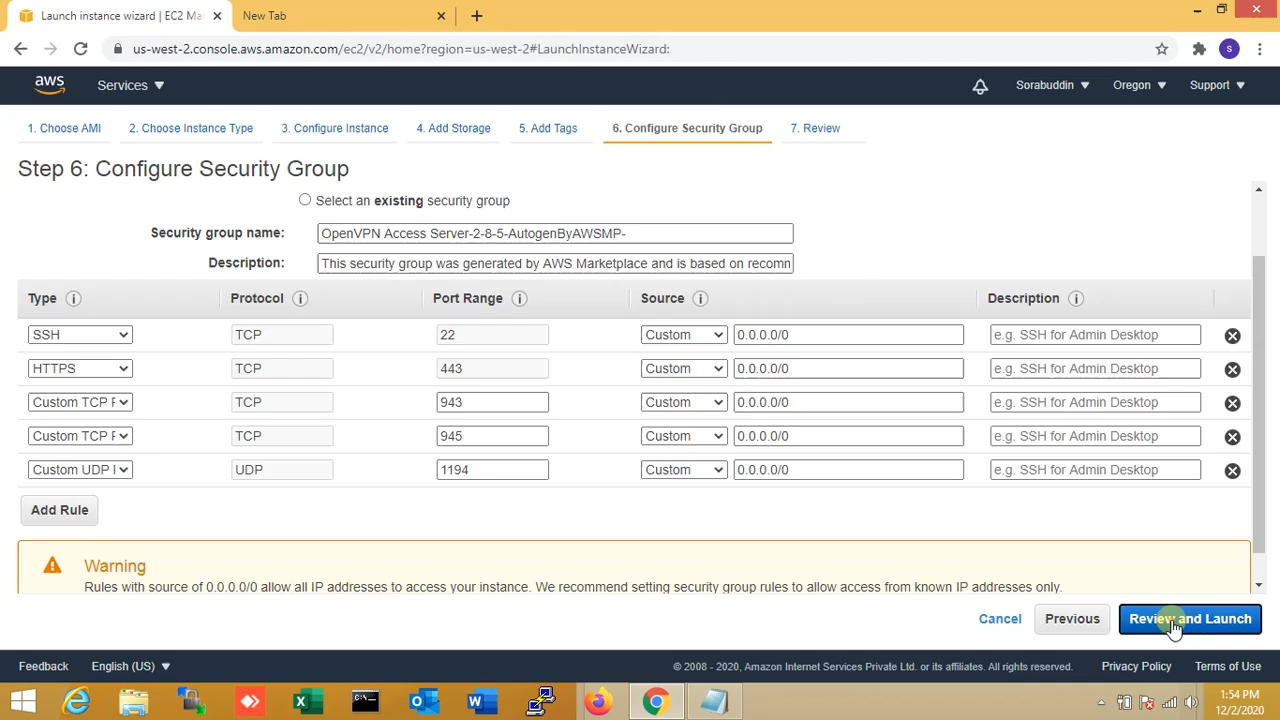 Launch instance wizard | EC2 Ma
New Tab
us-west-2.console.aws.amazon.com/ec2/v2/home?region=us-west-2#LaunchInstanceWizard:
S
aws Services Sorabuddin Oregon Support
1. Choose AMI 2. Choose Instance Type 3. Configure Instance 4. Add Storage 5. Add Tags 6. Configure Security Group 7. Review
Step 6: Configure Security Group
Select an existing security group
Security group name: OpenVPN Access Server-2-8-5-AutogenByAWSMP-
Description: This security group was generated by AWS Marketplace and is based on recomn
Type i Protocol i Port Range i Source i Description i
SSH TCP 22 Custom 0.0.0.0/0 e.g. SSH for Admin Desktop
HTTPS TCP 443 Custom 0.0.0.0/0 e.g. SSH for Admin Desktop
Custom TCP F TCP 943 Custom 0.0.0.0/0 e.g. SSH for Admin Desktop
Custom TCP F TCP 945 Custom 0.0.0.0/0 e.g. SSH for Admin Desktop
Custom UDP I UDP 1194 Custom 0.0.0.0/0 e.g. SSH for Admin Desktop
Add Rule
Warning
Rules with source of 0.0.0.0/0 allow all IP addresses to access your instance. We recommend setting security group rules to allow access from known IP addresses only.
Cancel Previous Review and Launch
Feedback English (US) © 2008 - 2020, Amazon Internet Services Private Ltd. or its affiliates. All rights reserved. Privacy Policy Terms of Use
1:54 PM
12/2/2020